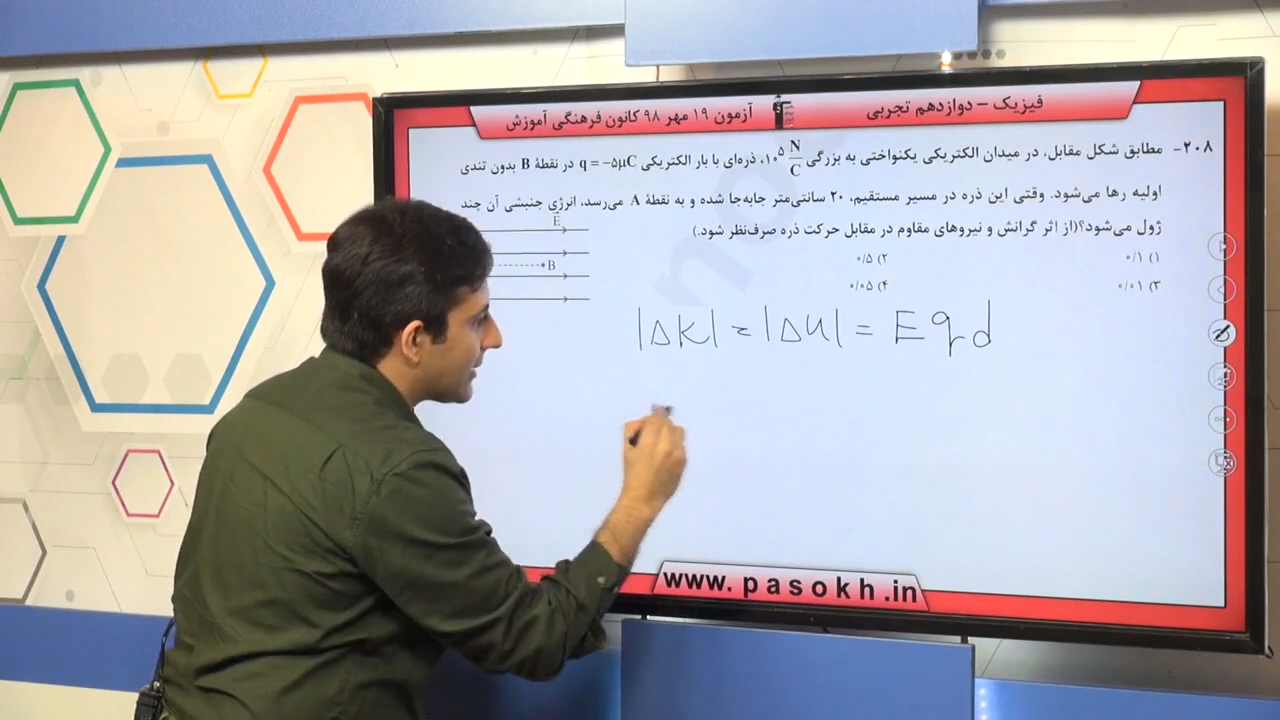 فیزیک - دوازدهم تجربی
آزمون ۱۹ مهر ۹۸ کانون فرهنگی آموزش
۲۰۸- مطابق شکل مقابل، در میدان الکتریکی یکنواختی به بزرگی ۱۰^۵ N/C، ذره‌ای با بار الکتریکی q = -۵μC در نقطهٔ B بدون تندی
اولیه رها می‌شود. وقتی این ذره در مسیر مستقیم، ۲۰ سانتی‌متر جابه‌جا شده و به نقطهٔ A می‌رسد، انرژی جنبشی آن چند
ژول می‌شود؟(از اثر گرانش و نیروهای مقاوم در مقابل حرکت ذره صرف‌نظر شود.)
E
B
۱) ۰/۱
۲) ۰/۵
۳) ۰/۰۱
۴) ۰/۰۵
|ΔK| = |ΔU| = E q d
www.pasokh.in